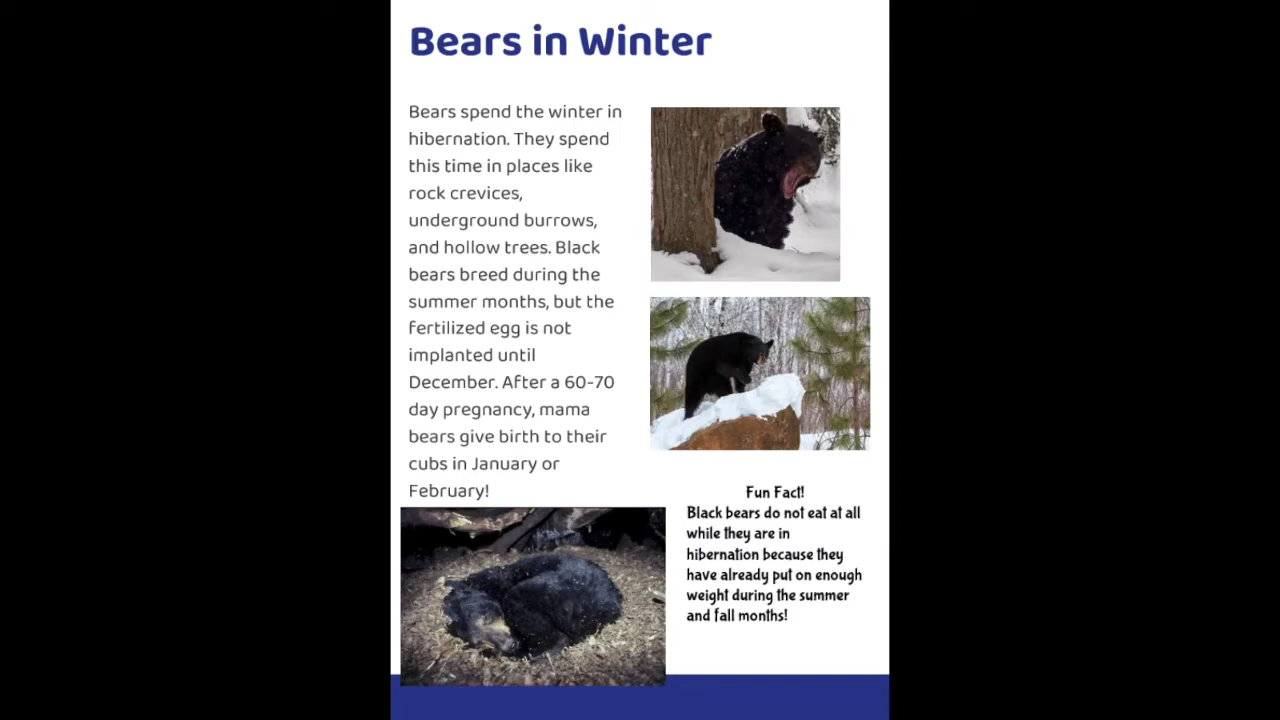 Bears in Winter
Bears spend the winter in
hibernation. They spend
this time in places like
rock crevices,
underground burrows,
and hollow trees. Black
bears breed during the
summer months, but the
fertilized egg is not
implanted until
December. After a 60-70
day pregnancy, mama
bears give birth to their
cubs in January or
February!
Fun Fact!
Black bears do not eat at all
while they are in
hibernation because they
have already put on enough
weight during the summer
and fall months!